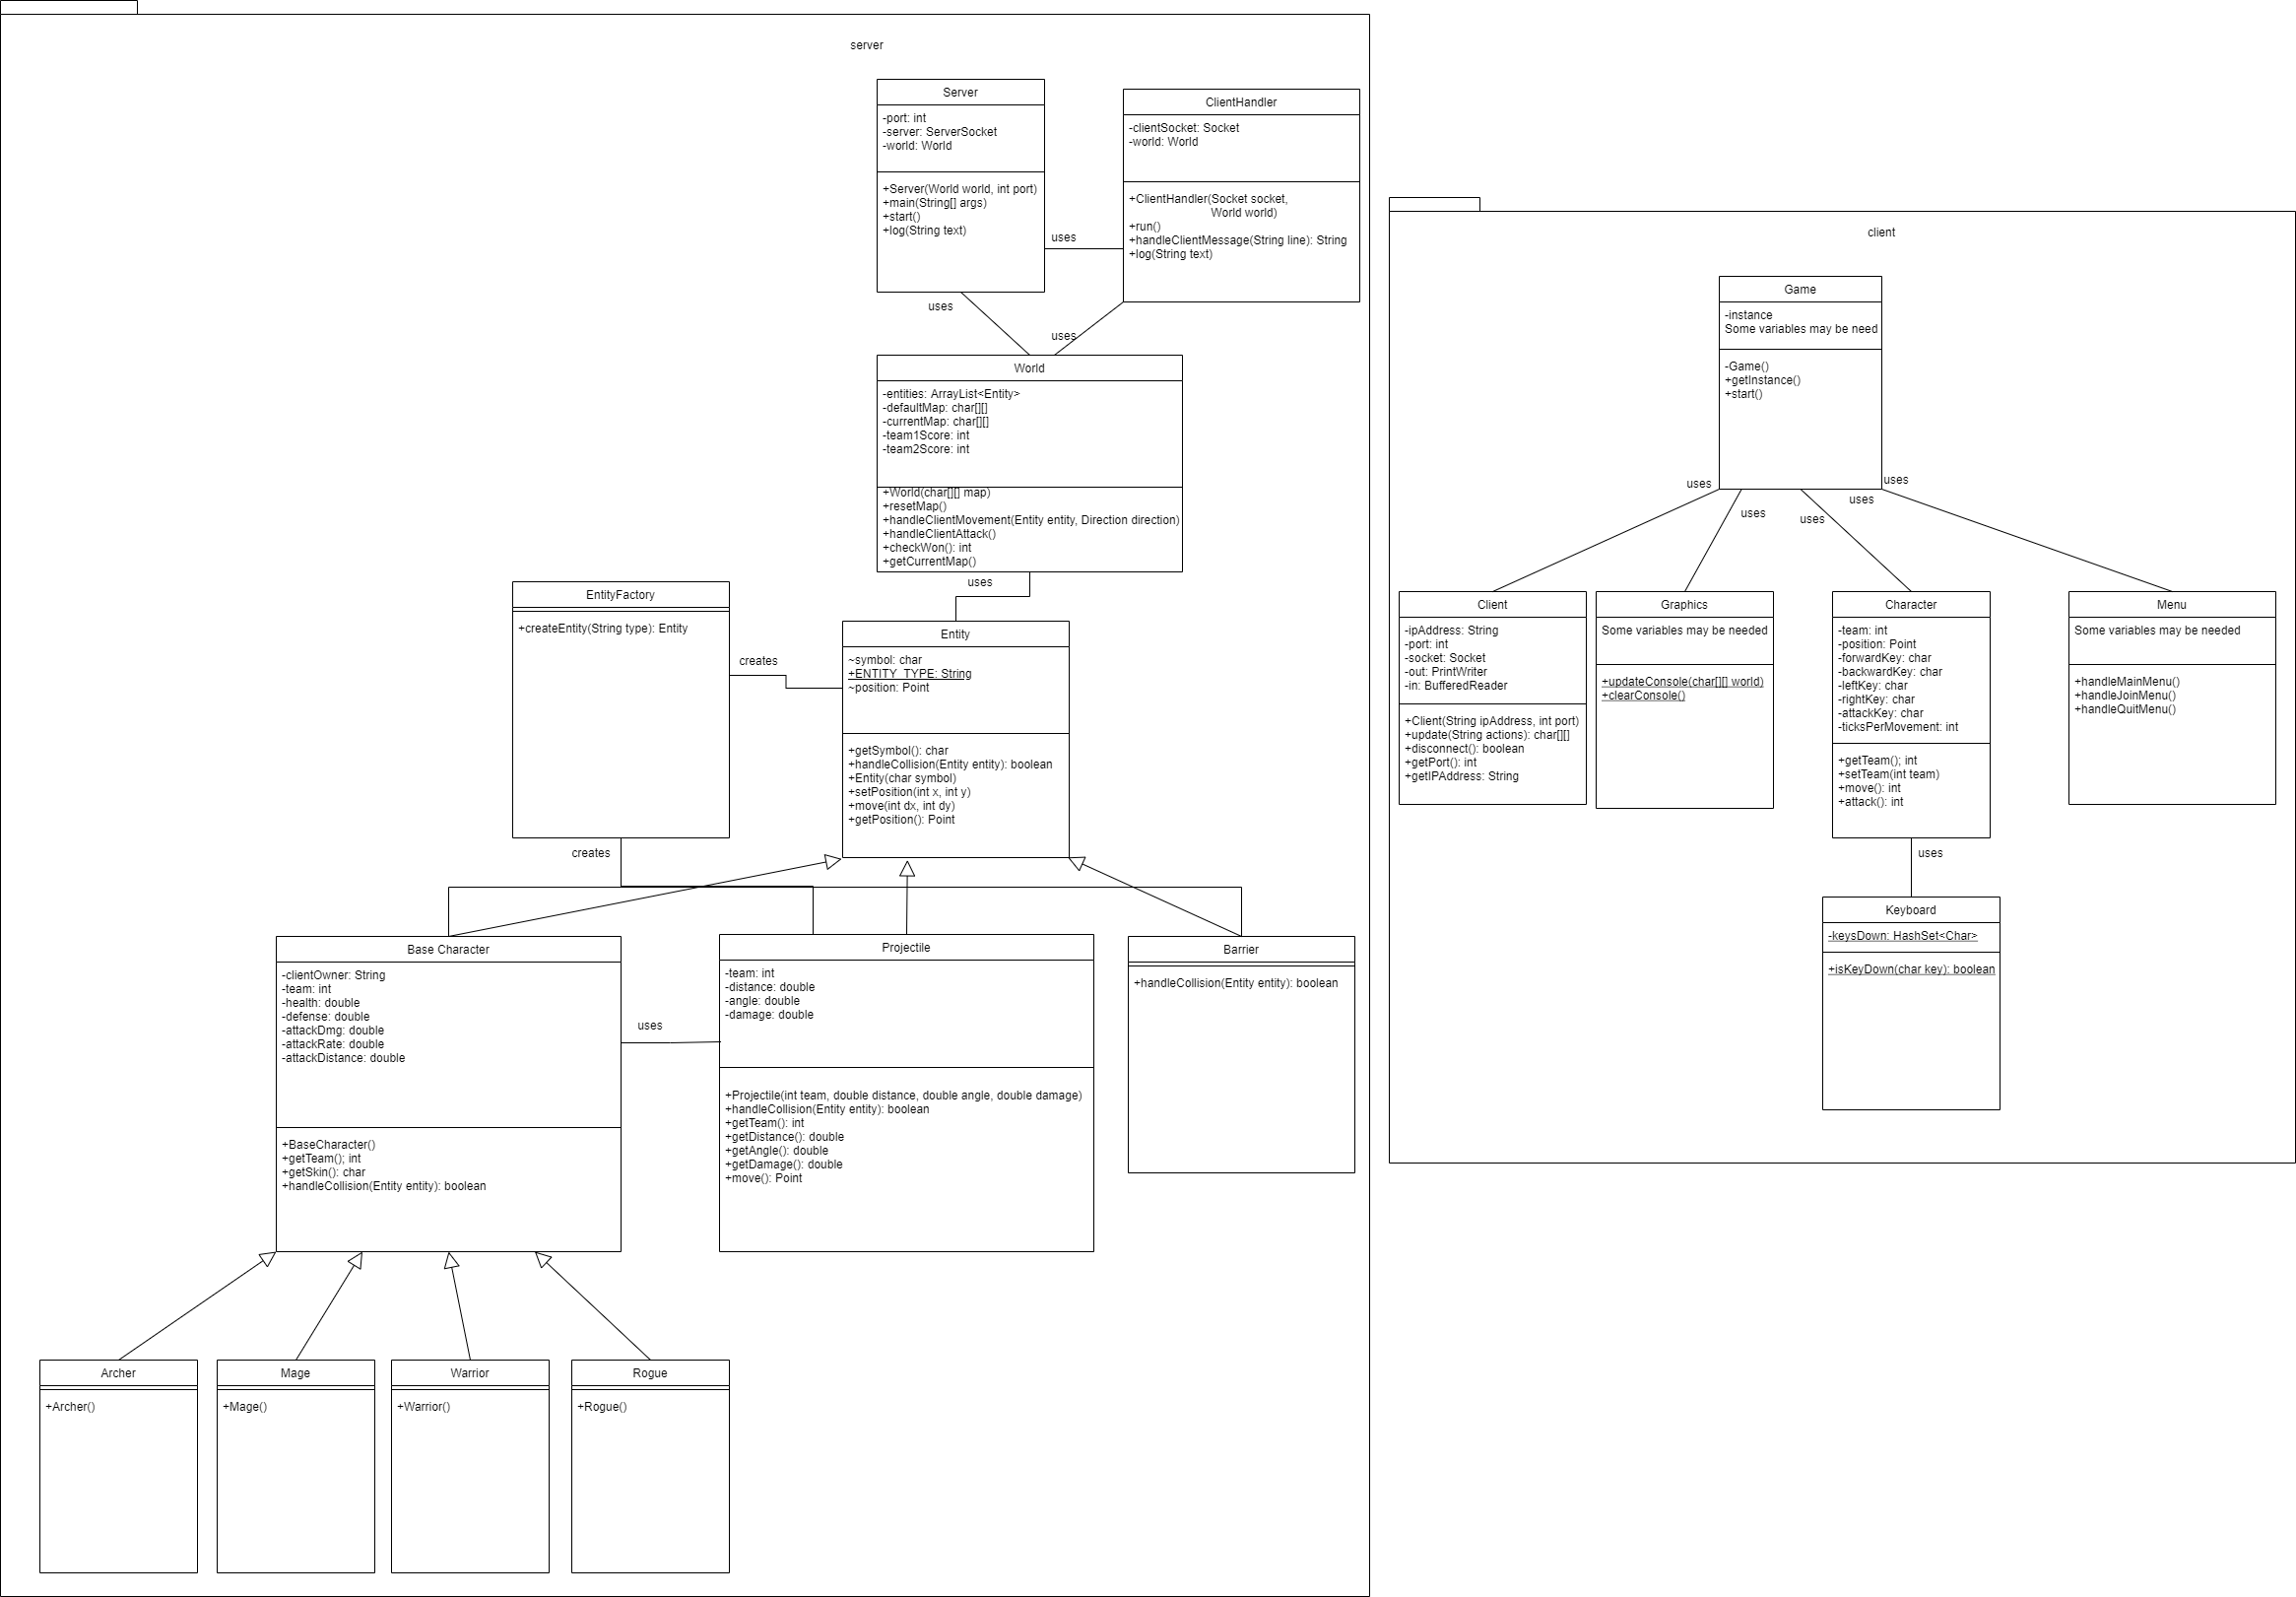 server
Server
-port: int
-server: ServerSocket
-world: World
+Server(World world, int port)
+main(String[] args)
+start()
+log(String text)
uses
ClientHandler
-clientSocket: Socket
-world: World
+ClientHandler(Socket socket,
World world)
+run()
+handleClientMessage(String line): String
+log(String text)
uses
uses
World
-entities: ArrayList<Entity>
-defaultMap: char[][]
-currentMap: char[][]
-team1Score: int
-team2Score: int
+World(char[][] map)
+resetMap()
+handleClientMovement(Entity entity, Direction direction)
+handleClientAttack()
+checkWon(): int
+getCurrentMap()
uses
EntityFactory
+createEntity(String type): Entity
creates
Entity
~symbol: char
+ENTITY_TYPE: String
~position: Point
+getSymbol(): char
+handleCollision(Entity entity): boolean
+Entity(char symbol)
+setPosition(int x, int y)
+move(int dx, int dy)
+getPosition(): Point
creates
Base Character
-clientOwner: String
-team: int
-health: double
-defense: double
-attackDmg: double
-attackRate: double
-attackDistance: double
+BaseCharacter()
+getTeam(); int
+getSkin(): char
+handleCollision(Entity entity): boolean
uses
Projectile
-team: int
-distance: double
-angle: double
-damage: double
+Projectile(int team, double distance, double angle, double damage)
+handleCollision(Entity entity): boolean
+getTeam(): int
+getDistance(): double
+getAngle(): double
+getDamage(): double
+move(): Point
Barrier
+handleCollision(Entity entity): boolean
Archer
+Archer()
Mage
+Mage()
Warrior
+Warrior()
Rogue
+Rogue()
client
Game
-instance
Some variables may be need
-Game()
+getInstance()
+start()
uses
uses
uses
uses
uses
Client
-ipAddress: String
-port: int
-socket: Socket
-out: PrintWriter
-in: BufferedReader
+Client(String ipAddress, int port)
+update(String actions): char[][]
+disconnect(): boolean
+getPort(): int
+getIPAddress: String
Graphics
Some variables may be needed
+updateConsole(char[][] world)
+clearConsole()
Character
-team: int
-position: Point
-forwardKey: char
-backwardKey: char
-leftKey: char
-rightKey: char
-attackKey: char
-ticksPerMovement: int
+getTeam(); int
+setTeam(int team)
+move(): int
+attack(): int
Menu
Some variables may be needed
+handleMainMenu()
+handleJoinMenu()
+handleQuitMenu()
uses
Keyboard
-keysDown: HashSet<Char>
+isKeyDown(char key): boolean